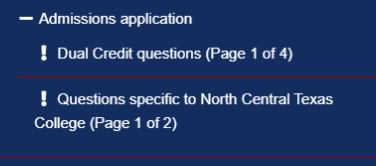 Admissions application
Dual Credit questions (Page 1 of 4)
Questions specific to North Central Texas
College (Page 1 of 2)